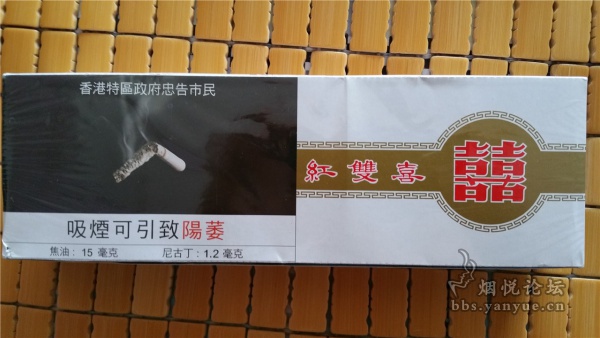 香港特區政府忠告市民
吸煙可引致陽萎
焦油：15 毫克 尼古丁：1.2 毫克
紅雙喜
囍
烟悦论坛
bbs.yanyue.cn